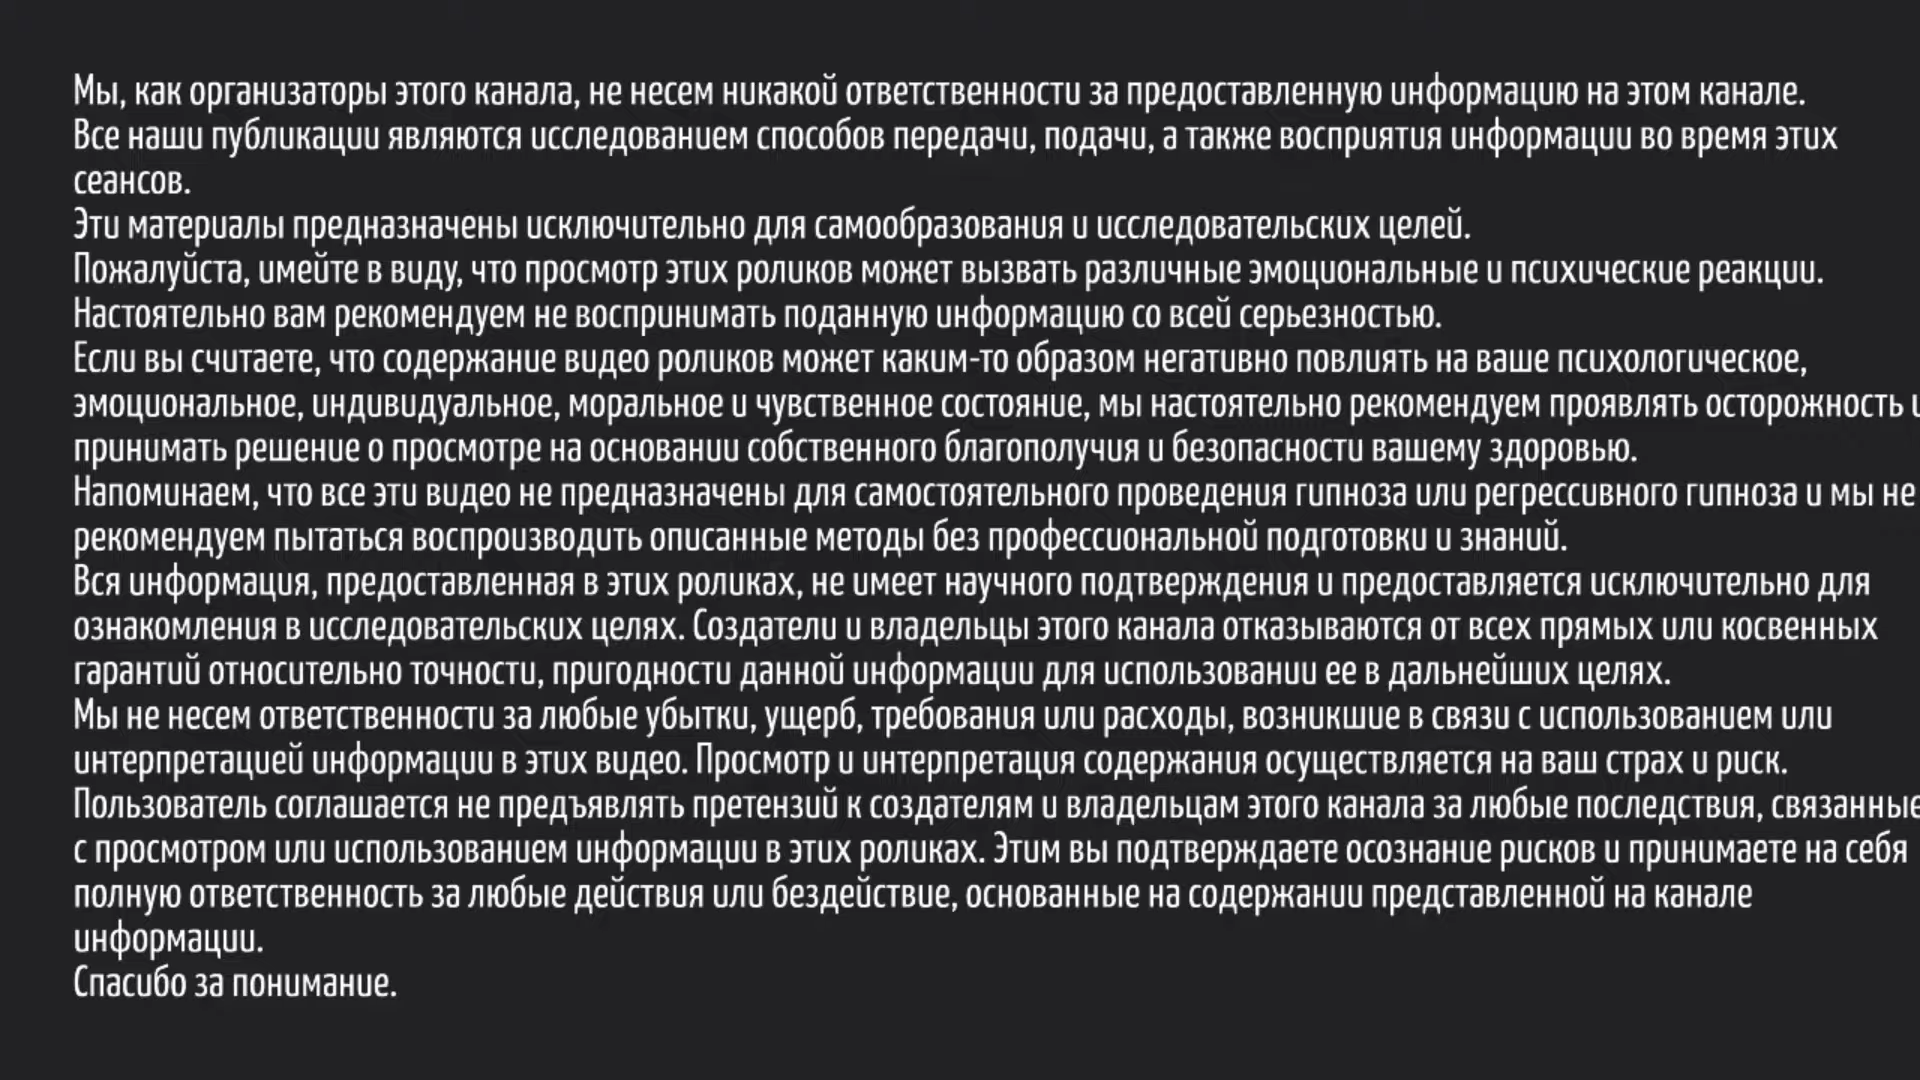 Мы, как организаторы этого канала, не несем никакой ответственности за предоставленную информацию на этом канале.
Все наши публикации являются исследованием способов передачи, подачи, а также восприятия информации во время этих
сеансов.
Эти материалы предназначены исключительно для самообразования и исследовательских целей.
Пожалуйста, имейте в виду, что просмотр этих роликов может вызвать различные эмоциональные и психические реакции.
Настоятельно вам рекомендуем не воспринимать поданную информацию со всей серьезностью.
Если вы считаете, что содержание видео роликов может каким-то образом негативно повлиять на ваше психологическое,
эмоциональное, индивидуальное, моральное и чувственное состояние, мы настоятельно рекомендуем проявлять осторожность и
принимать решение о просмотре на основании собственного благополучия и безопасности вашему здоровью.
Напоминаем, что все эти видео не предназначены для самостоятельного проведения гипноза или регрессивного гипноза и мы не
рекомендуем пытаться воспроизводить описанные методы без профессиональной подготовки и знаний.
Вся информация, предоставленная в этих роликах, не имеет научного подтверждения и предоставляется исключительно для
ознакомления в исследовательских целях. Создатели и владельцы этого канала отказываются от всех прямых или косвенных
гарантий относительно точности, пригодности данной информации для использовании ее в дальнейших целях.
Мы не несем ответственности за любые убытки, ущерб, требования или расходы, возникшие в связи с использованием или
интерпретацией информации в этих видео. Просмотр и интерпретация содержания осуществляется на ваш страх и риск.
Пользователь соглашается не предъявлять претензий к создателям и владельцам этого канала за любые последствия, связанные
с просмотром или использованием информации в этих роликах. Этим вы подтверждаете осознание рисков и принимаете на себя
полную ответственность за любые действия или бездействие, основанные на содержании представленной на канале
информации.
Спасибо за понимание.